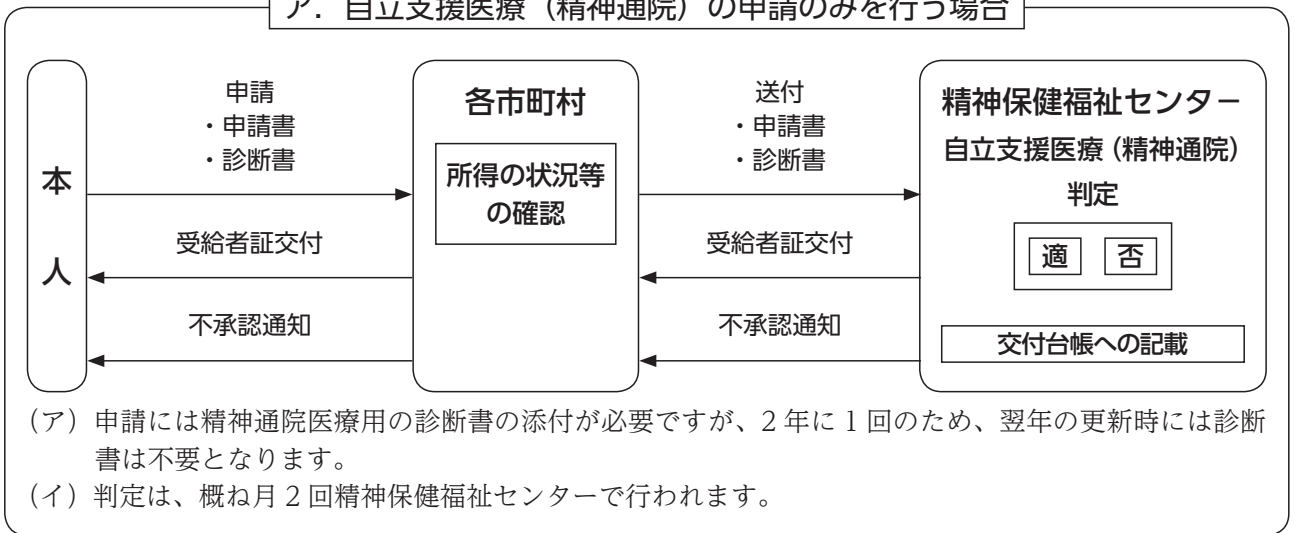 ア．自立支援医療（精神通院）の申請のみを行う場合
本人
申請
・申請書
・診断書
受給者証交付
不承認通知
各市町村
所得の状況等
の確認
送付
・申請書
・診断書
受給者証交付
不承認通知
精神保健福祉センター
自立支援医療（精神通院）
判定
適 否
交付台帳への記載
（ア）申請には精神通院医療用の診断書の添付が必要ですが、２年に１回のため、翌年の更新時には診断
書は不要となります。
（イ）判定は、概ね月２回精神保健福祉センターで行われます。